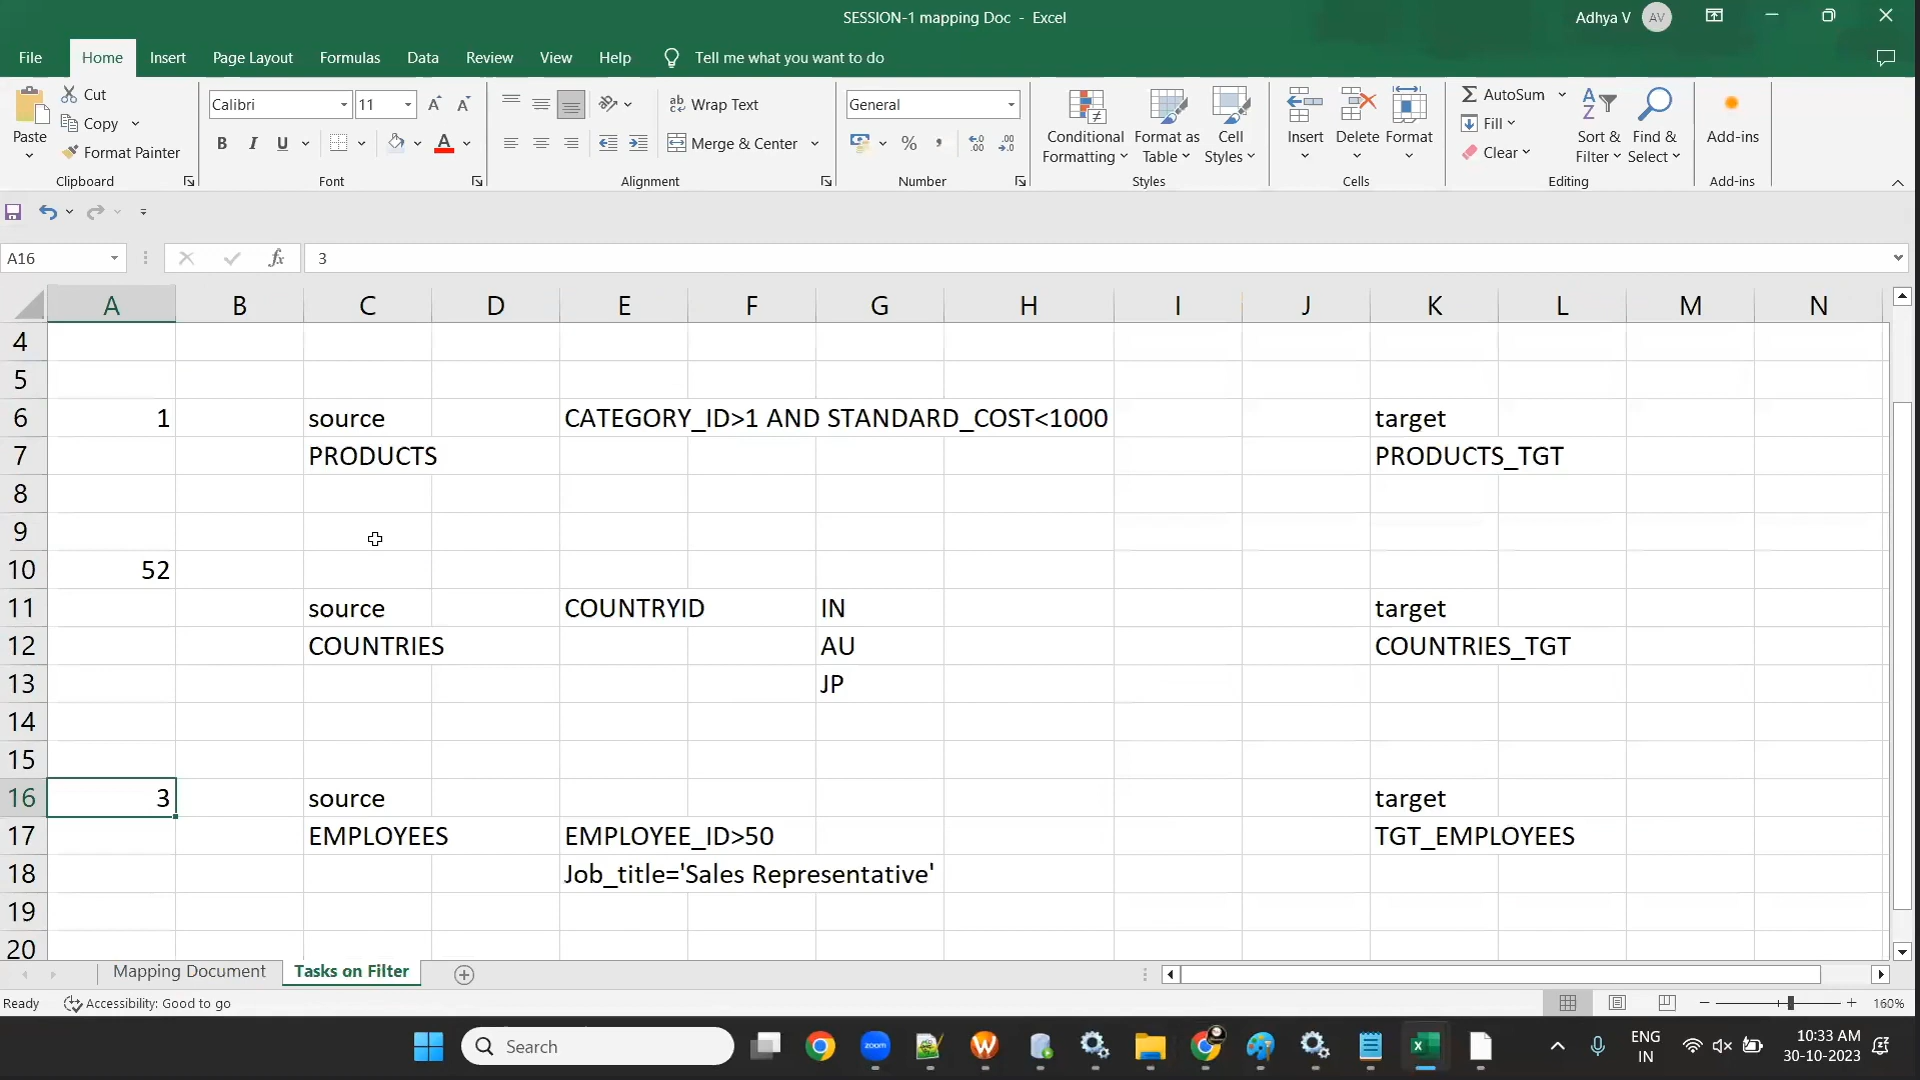 SESSION-1 mapping Doc - Excel
Adhya V AV
File Home Insert Page Layout Formulas Data Review View Help Tell me what you want to do
Paste
Cut
Copy
Format Painter
Clipboard
Calibri 11
B I U
Font
Wrap Text
Merge & Center
Alignment
General
Number
Conditional Formatting
Format as Table
Cell Styles
Styles
Insert Delete Format
Cells
AutoSum
Fill
Clear
Sort & Filter
Find & Select
Editing
Add-ins
Add-ins
A16 fx 3
A B C D E F G H I J K L M N
4
5
6 1 source CATEGORY_ID>1 AND STANDARD_COST<1000 target
7 PRODUCTS PRODUCTS_TGT
8
9
10 52
11 source COUNTRYID IN target
12 COUNTRIES AU COUNTRIES_TGT
13 JP
14
15
16 3 source target
17 EMPLOYEES EMPLOYEE_ID>50 TGT_EMPLOYEES
18 Job_title='Sales Representative'
19
20
Mapping Document Tasks on Filter
Ready Accessibility: Good to go 160%
Search zoom ENG IN 10:33 AM 30-10-2023